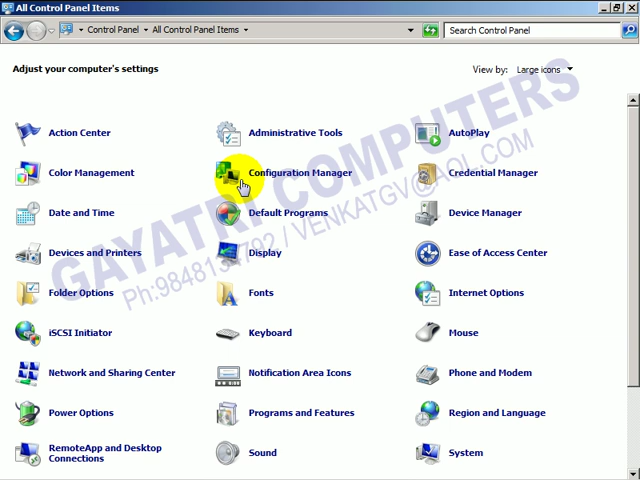 All Control Panel Items
Control Panel
All Control Panel Items
Search Control Panel
Adjust your computer's settings
View by:
Large icons
Action Center
Administrative Tools
AutoPlay
Color Management
Configuration Manager
Credential Manager
Date and Time
Default Programs
Device Manager
Devices and Printers
Display
Ease of Access Center
Folder Options
Fonts
Internet Options
iSCSI Initiator
Keyboard
Mouse
Network and Sharing Center
Notification Area Icons
Phone and Modem
Power Options
Programs and Features
Region and Language
RemoteApp and Desktop
Connections
Sound
System
GAYATRI COMPUTERS
/ VENKATGV@AOL.COM